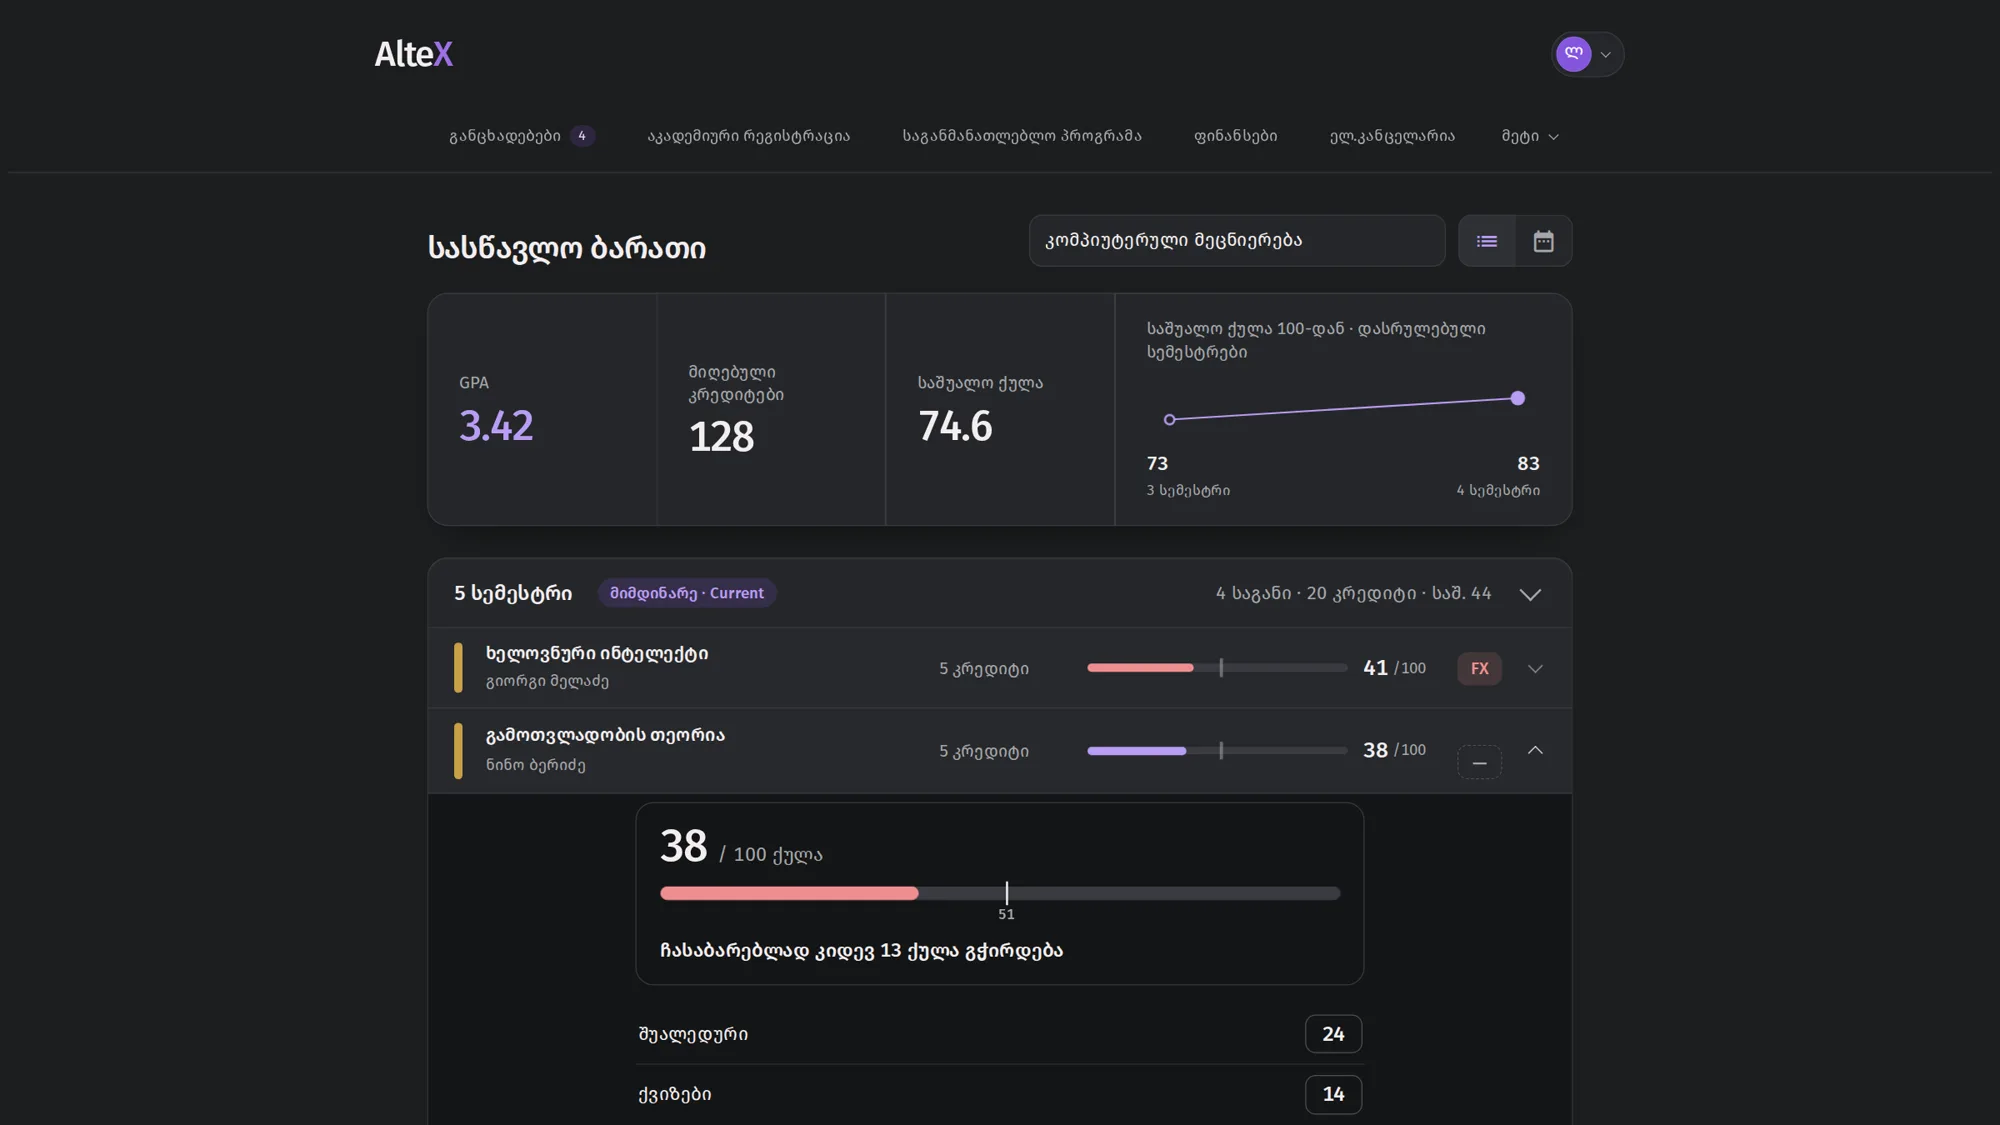 AlteX
ლ
განცხადებები 4
აკადემიური რეგისტრაცია
საგანმანათლებლო პროგრამა
ფინანსები
ელ.კანცელარია
მეტი
სასწავლო ბარათი
კომპიუტერული მეცნიერება
GPA
3.42
მიღებული
კრედიტები
128
საშუალო ქულა
74.6
საშუალო ქულა 100-დან · დასრულებული
სემესტრები
73
83
3 სემესტრი
4 სემესტრი
5 სემესტრი
მიმდინარე · Current
4 საგანი · 20 კრედიტი · საშ. 44
ხელოვნური ინტელექტი
გიორგი მელაძე
5 კრედიტი
41 /100
FX
გამოთვლადობის თეორია
ნინო ბერიძე
5 კრედიტი
38 /100
—
38 / 100 ქულა
51
ჩასაბარებლად კიდევ 13 ქულა გჭირდება
შუალედური
24
ქვიზები
14